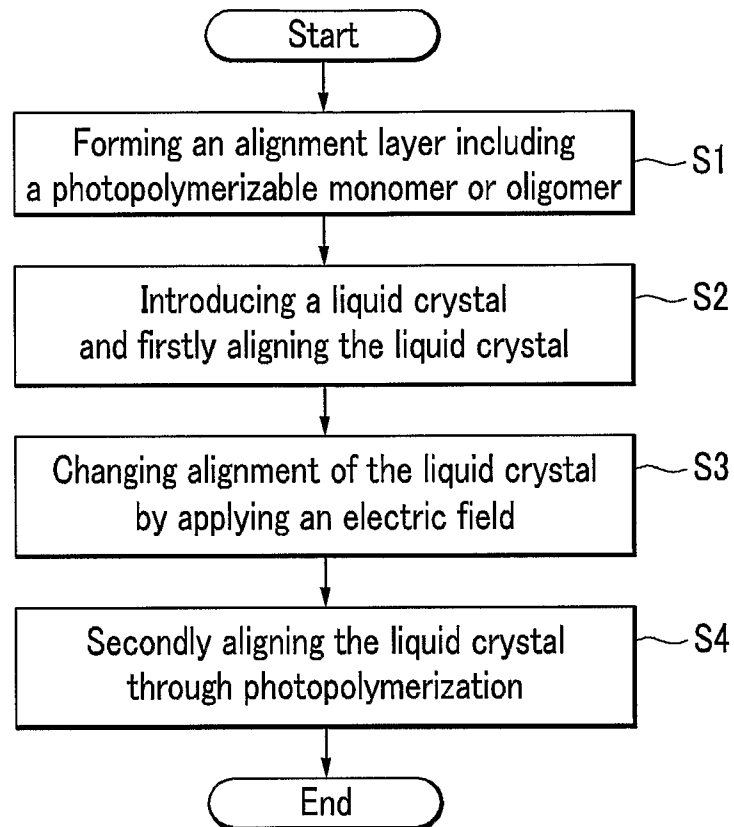 Start
Forming an alignment layer including
a photopolymerizable monomer or oligomer
S1
Introducing a liquid crystal
and firstly aligning the liquid crystal
S2
Changing alignment of the liquid crystal
by applying an electric field
S3
Secondly aligning the liquid crystal
through photopolymerization
S4
End